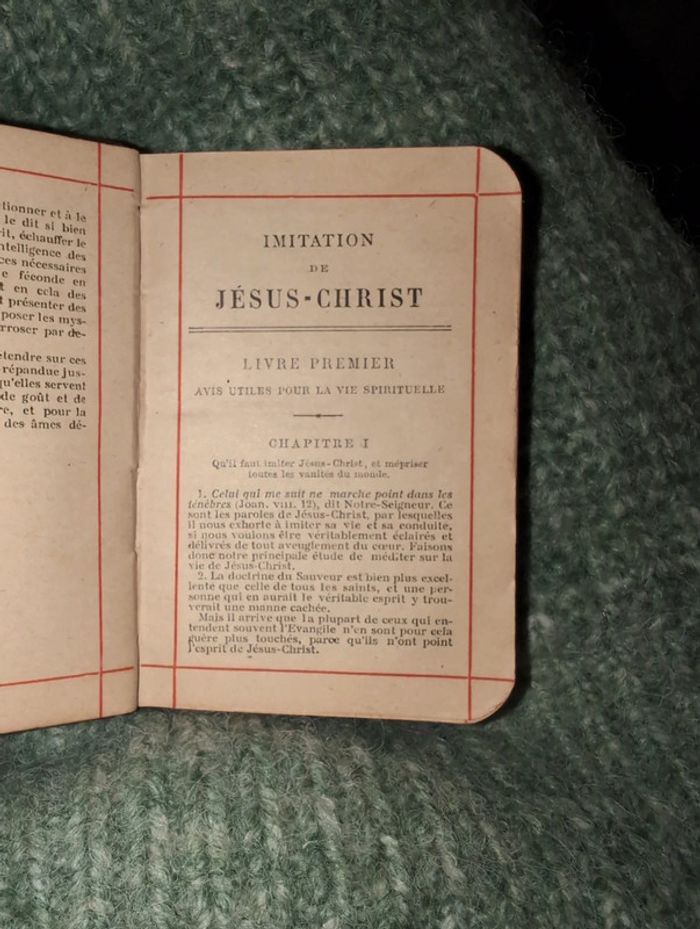 tionner et à le
le dit si bien
it, échauffer le
ntelligence des
ces nécessaires
e féconde en
t en cela des
t présenter des
poser les mys-
rroser par de-
tendre sur ces
répandue jus-
qu'elles servent
de goût et de
re, et pour la
des âmes dé-
IMITATION
DE
JÉSUS-CHRIST
LIVRE PREMIER
AVIS UTILES POUR LA VIE SPIRITUELLE
CHAPITRE I
Qu'il faut imiter Jésus-Christ, et mépriser
toutes les vanités du monde.
1. Celui qui me suit ne marche point dans les
ténèbres (Joan. VIII. 12), dit Notre-Seigneur. Ce
sont les paroles de Jésus-Christ, par lesquelles
il nous exhorte à imiter sa vie et sa conduite,
si nous voulons être véritablement éclairés et
délivrés de tout aveuglement du cœur. Faisons
donc notre principale étude de méditer sur la
vie de Jésus-Christ.
2. La doctrine du Sauveur est bien plus excel-
lente que celle de tous les saints, et une per-
sonne qui en aurait le véritable esprit y trou-
verait une manne cachée.
Mais il arrive que la plupart de ceux qui en-
tendent souvent l'Evangile n'en sont pour cela
guère plus touchés, parce qu'ils n'ont point
l'esprit de Jésus-Christ.